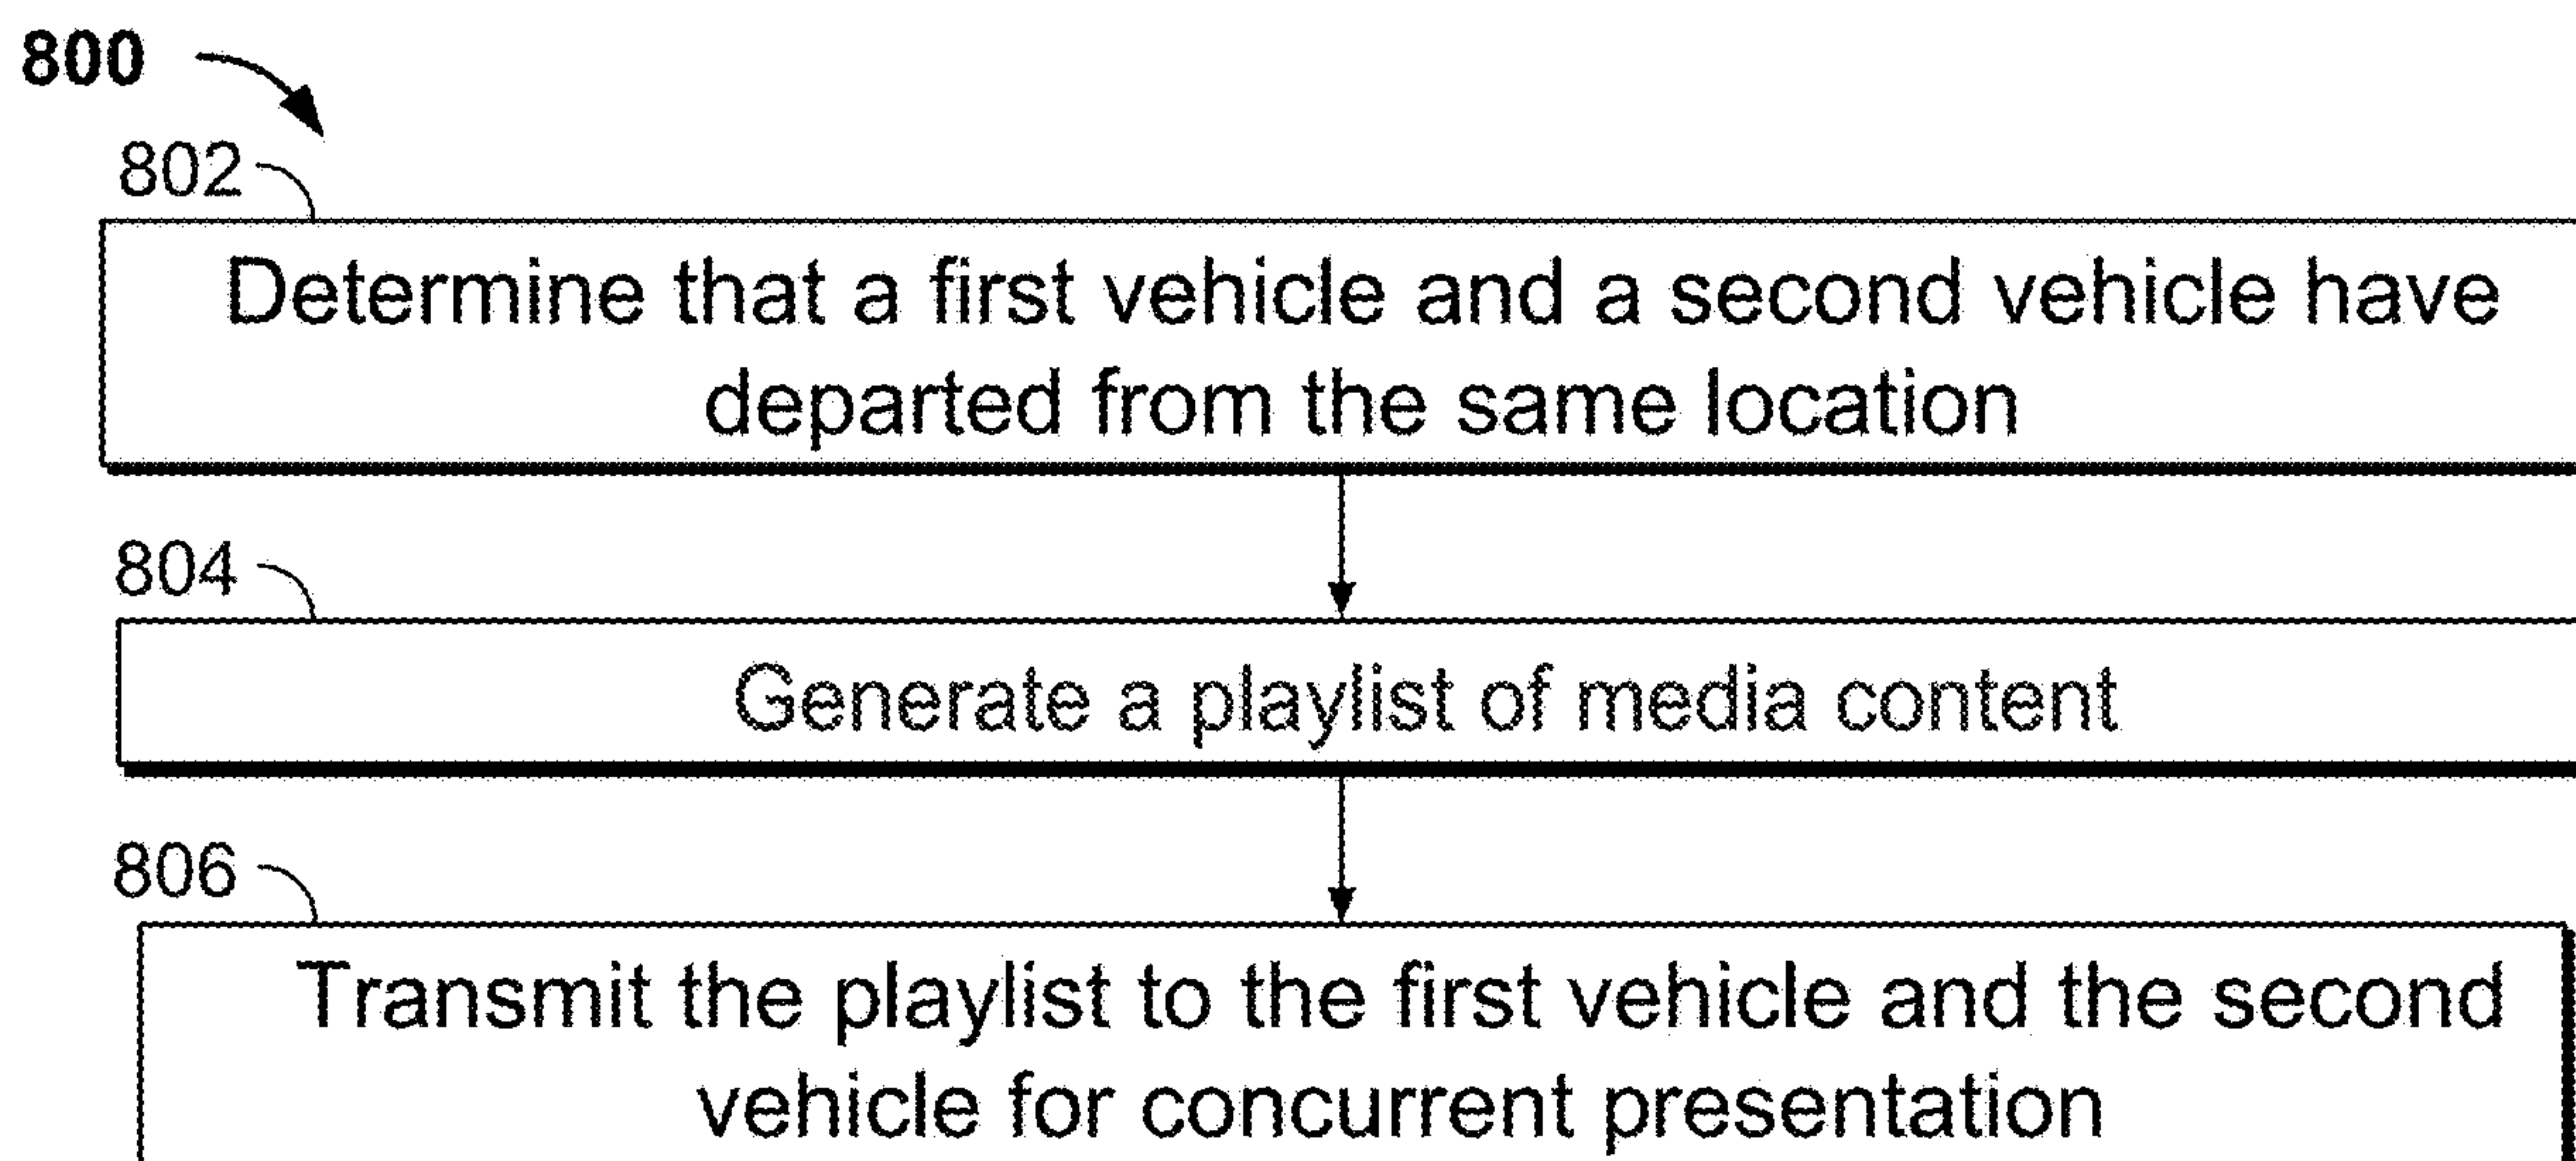 800
802
Determine that a first vehicle and a second vehicle have
departed from the same location
804
Generate a playlist of media content
806
Transmit the playlist to the first vehicle and the second
vehicle for concurrent presentation